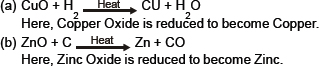 (a) CuO + H2 Heat CU + H2O
Here, Copper Oxide is reduced to become Copper.
(b) ZnO + C Heat Zn + CO
Here, Zinc Oxide is reduced to become Zinc.